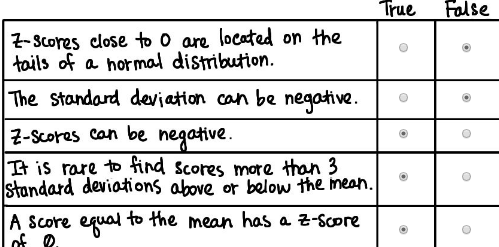 True False
Z-scores close to 0 are located on the
tails of a normal distribution.
The standard deviation can be negative.
Z-scores can be negative.
It is rare to find scores more than 3
standard deviations above or below the mean.
A score equal to the mean has a z-score
of 0.